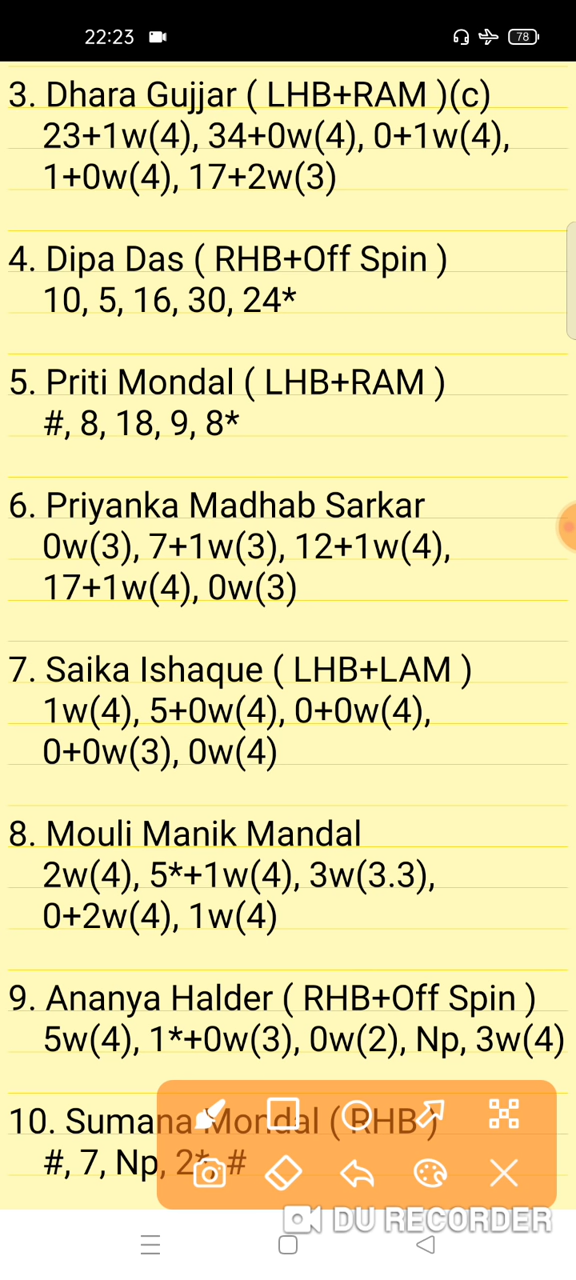 22:23
78
3. Dhara Gujjar ( LHB+RAM )(c)
23+1w(4), 34+0w(4), 0+1w(4),
1+0w(4), 17+2w(3)
4. Dipa Das ( RHB+Off Spin )
10, 5, 16, 30, 24*
5. Priti Mondal ( LHB+RAM )
#, 8, 18, 9, 8*
6. Priyanka Madhab Sarkar
0w(3), 7+1w(3), 12+1w(4),
17+1w(4), 0w(3)
7. Saika Ishaque ( LHB+LAM )
1w(4), 5+0w(4), 0+0w(4),
0+0w(3), 0w(4)
8. Mouli Manik Mandal
2w(4), 5*+1w(4), 3w(3.3),
0+2w(4), 1w(4)
9. Ananya Halder ( RHB+Off Spin )
5w(4), 1*+0w(3), 0w(2), Np, 3w(4)
10. Sumana Mondal ( RHB )
#, 7, Np, 2*, #
DU RECORDER